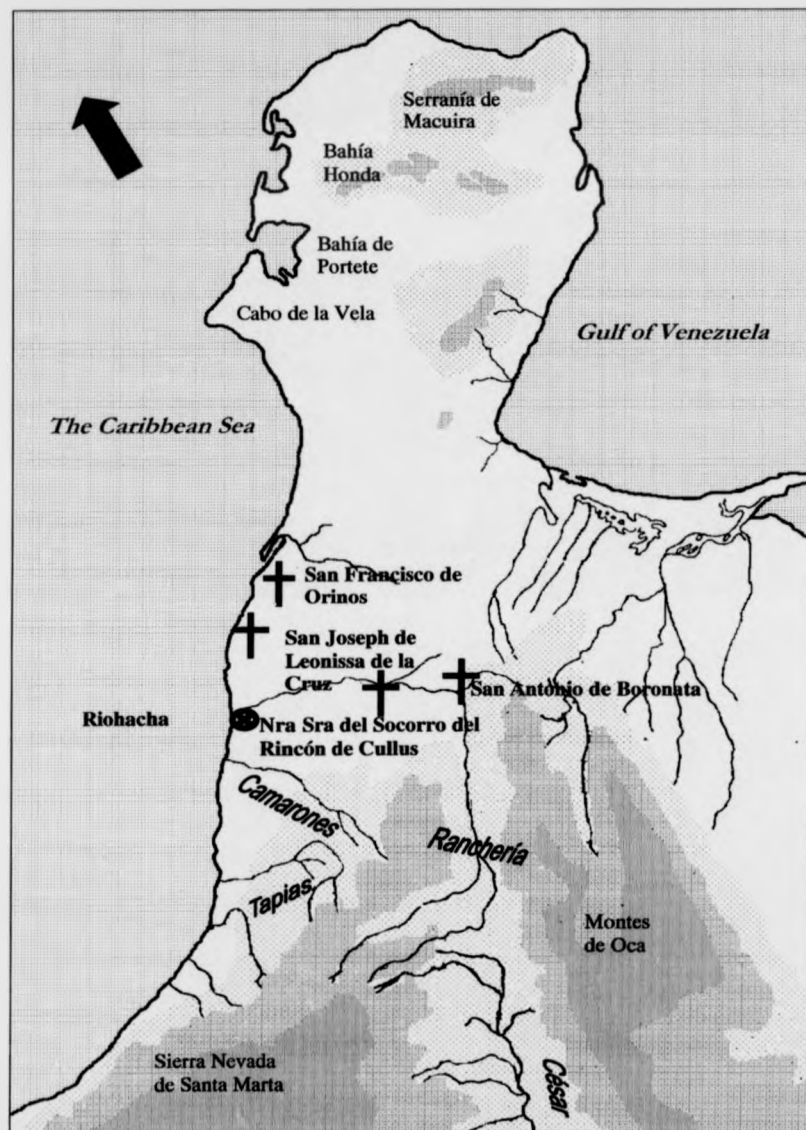 Serranía de
Macuira
Bahía
Honda
Bahía de
Portete
Cabo de la Vela
Gulf of Venezuela
The Caribbean Sea
San Francisco de
Orinos
San Joseph de
Leonissa de la
Cruz
San Antonio de Boronata
Riohacha
Nra Sra del Socorro del
Rincón de Cullus
Camarones
Ranchería
Tapias
Montes
de Oca
Sierra Nevada
de Santa Marta
César